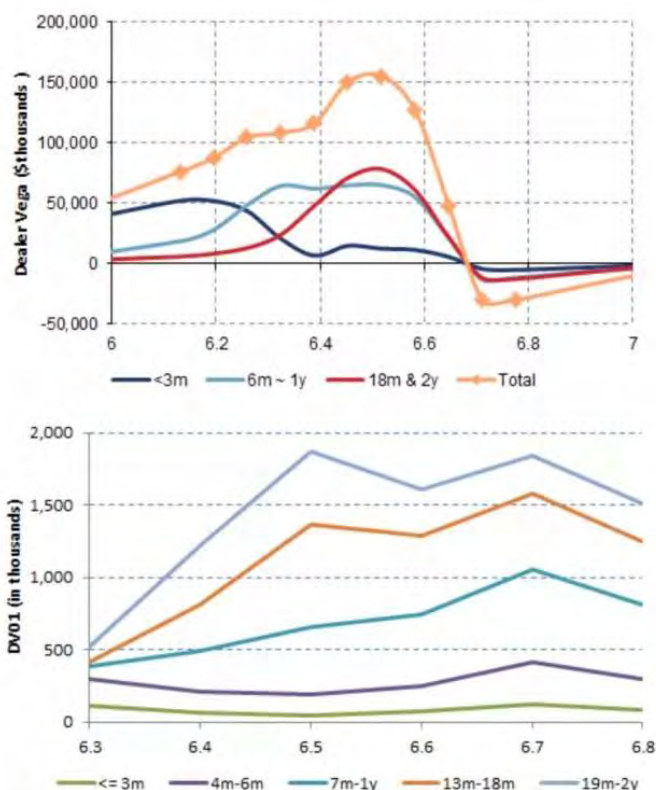 Dealer Vega ($thousands)
200,000
150,000
100,000
50,000
0
-50,000
6 6.2 6.4 6.6 6.8 7
<3m 6m ~ 1y 18m & 2y Total
DV01 (in thousands)
2,000
1,500
1,000
500
0
6.3 6.4 6.5 6.6 6.7 6.8
<= 3m 4m-6m 7m-1y 13m-18m 19m-2y